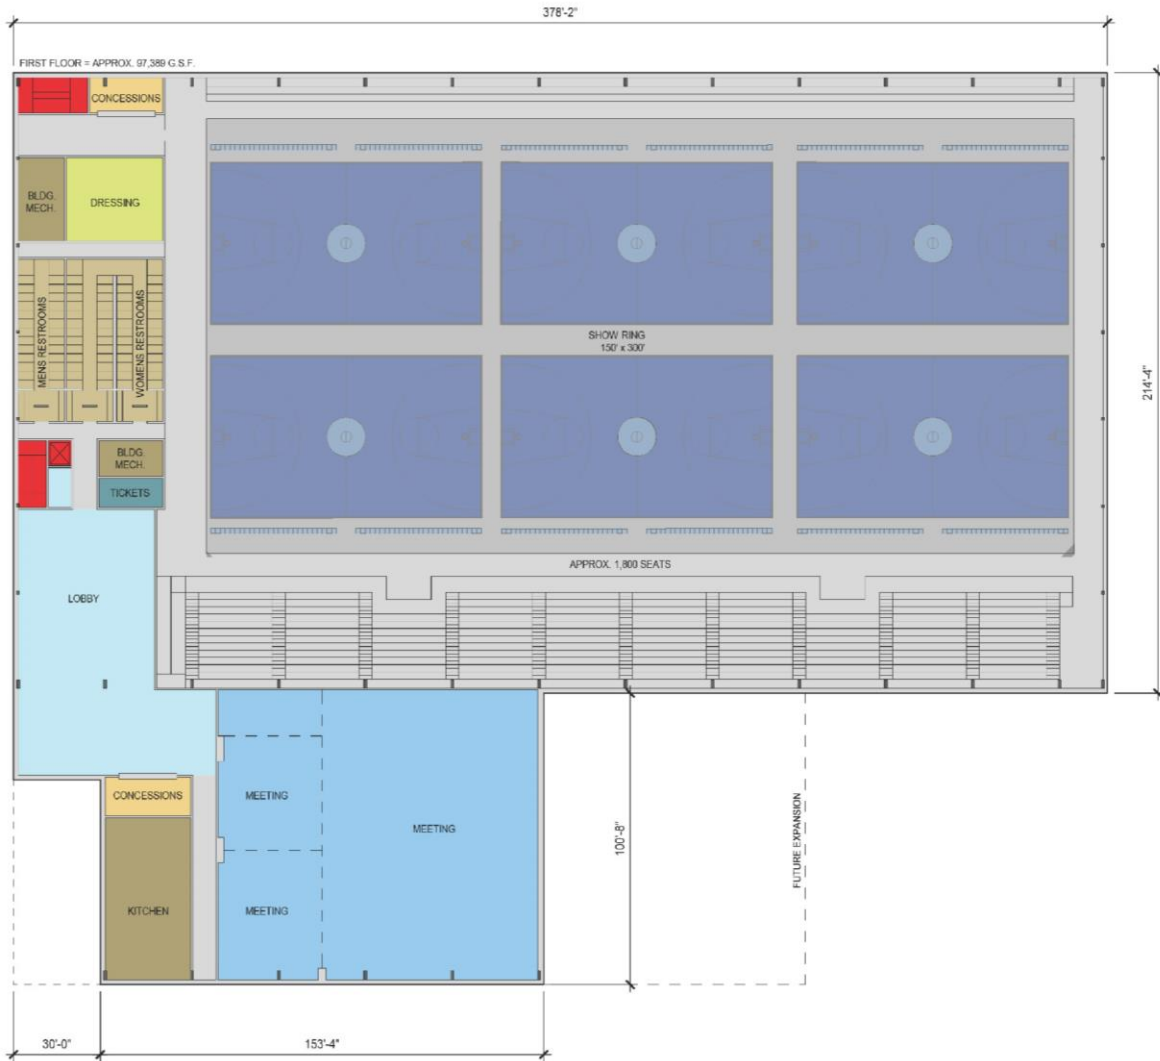 378'-2"
FIRST FLOOR = APPROX. 97,389 G.S.F.
CONCESSIONS
BLDG.
MECH.
DRESSING
MENS RESTROOMS
WOMENS RESTROOMS
SHOW RING
150' x 300'
214'-4"
BLDG.
MECH.
TICKETS
APPROX. 1,800 SEATS
LOBBY
CONCESSIONS
MEETING
MEETING
100'-8"
FUTURE EXPANSION
KITCHEN
MEETING
30'-0"
153'-4"